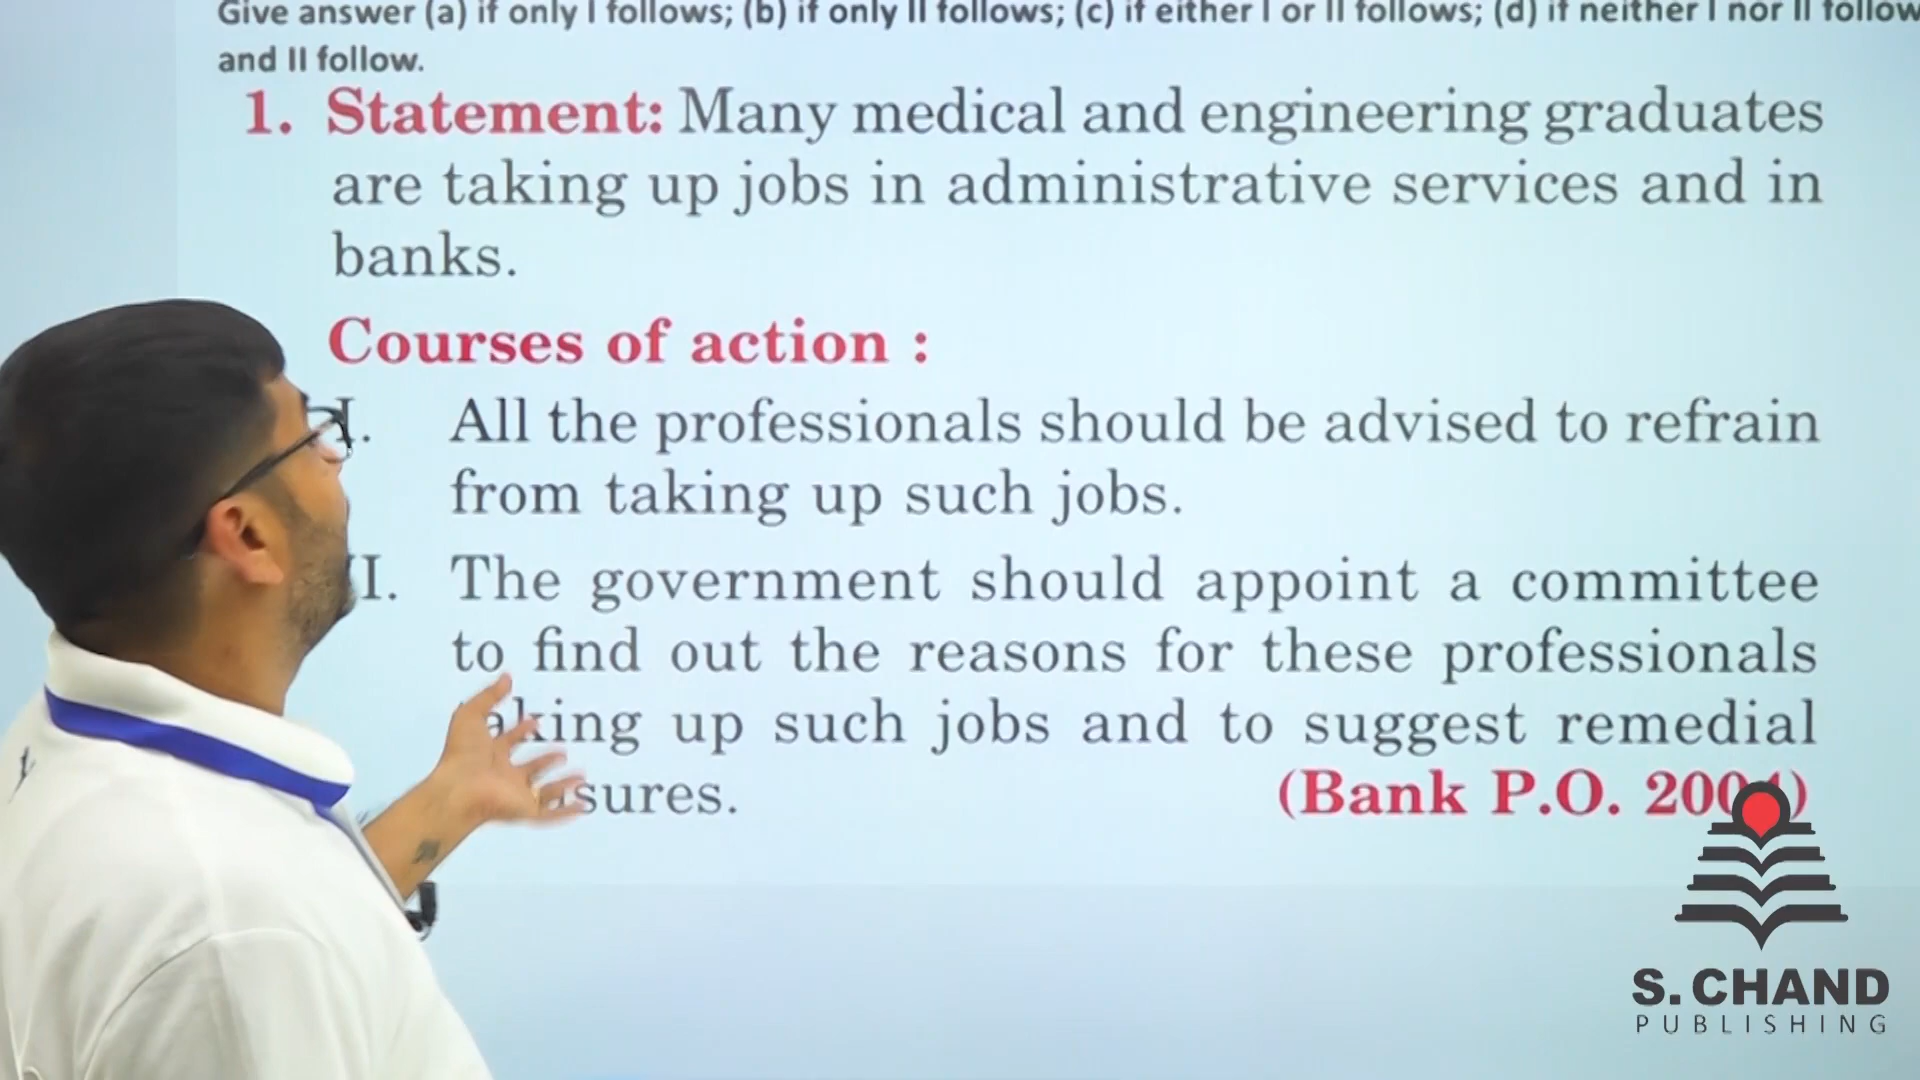 Give answer (a) if only I follows; (b) if only II follows; (c) if either I or II follows; (d) if neither I nor II follow
and II follow.
1. Statement: Many medical and engineering graduates
are taking up jobs in administrative services and in
banks.
Courses of action :
I. All the professionals should be advised to refrain
from taking up such jobs.
II. The government should appoint a committee
to find out the reasons for these professionals
taking up such jobs and to suggest remedial
(Bank P.O.
S. CHAND
PUBLISHING